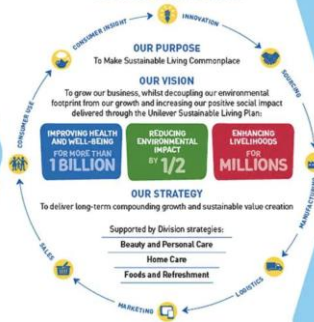 CONSUMER INSIGHT
INNOVATION
SOURCING
MANUFACTURING
LOGISTICS
MARKETING
SALES
CONSUMER USE
OUR PURPOSE
To Make Sustainable Living Commonplace
OUR VISION
To grow our business, whilst decoupling our environmental
footprint from our growth and increasing our positive social impact
delivered through the Unilever Sustainable Living Plan:
IMPROVING HEALTH
AND WELL-BEING
FOR MORE THAN
1 BILLION
REDUCING
ENVIRONMENTAL
IMPACT
BY 1/2
ENHANCING
LIVELIHOODS
FOR
MILLIONS
OUR STRATEGY
To deliver long-term compounding growth and sustainable value creation
Supported by Division strategies:
Beauty and Personal Care
Home Care
Foods and Refreshment